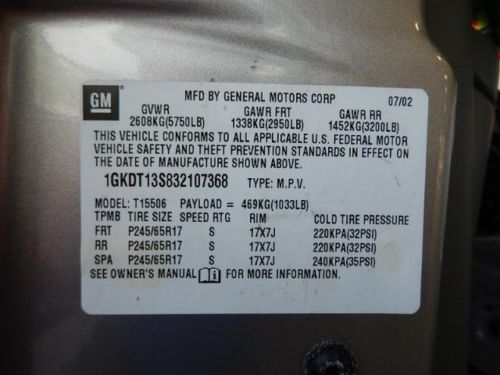 GM MFD BY GENERAL MOTORS CORP 07/02
GVWR GAWR FRT GAWR RR
2608KG(5750LB) 1338KG(2950LB) 1452KG(3200LB)
THIS VEHICLE CONFORMS TO ALL APPLICABLE U.S. FEDERAL MOTOR
VEHICLE SAFETY AND THEFT PREVENTION STANDARDS IN EFFECT ON
THE DATE OF MANUFACTURE SHOWN ABOVE.
1GKDT13S832107368 TYPE: M.P.V.
MODEL: T15506 PAYLOAD = 469KG(1033LB)
TPMB TIRE SIZE SPEED RTG RIM COLD TIRE PRESSURE
FRT P245/65R17 S 17X7J 220KPA(32PSI)
RR P245/65R17 S 17X7J 220KPA(32PSI)
SPA P245/65R17 S 17X7J 240KPA(35PSI)
SEE OWNER'S MANUAL FOR MORE INFORMATION.